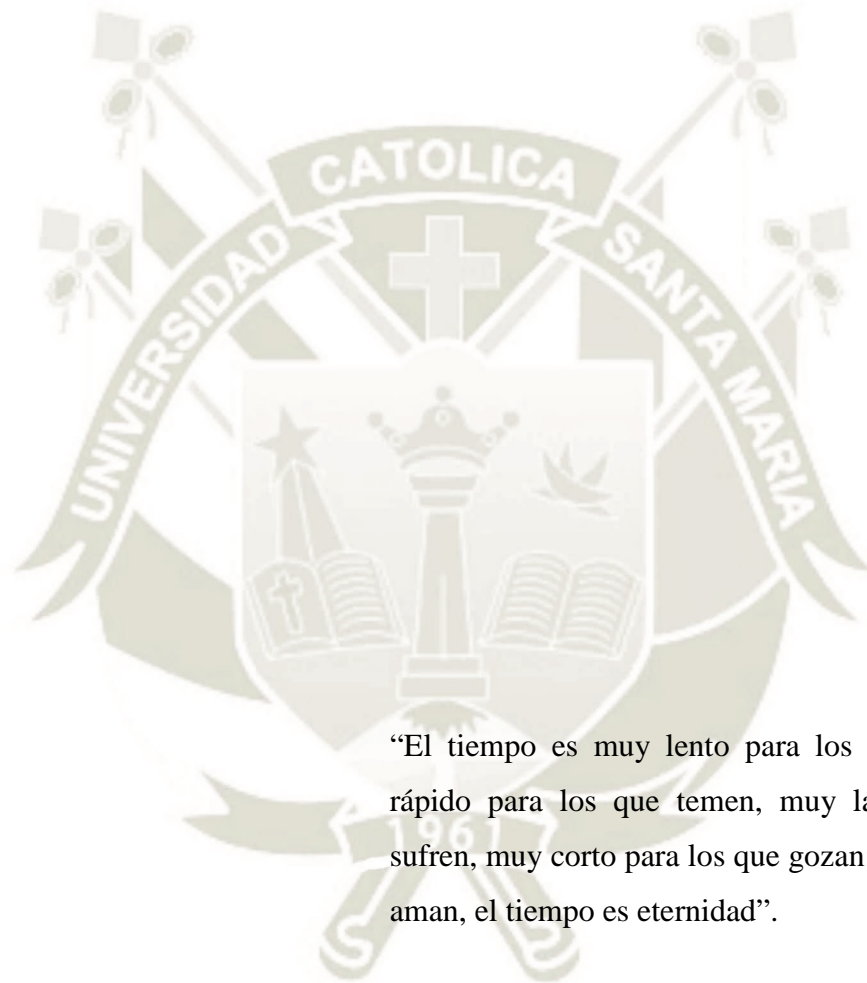 CATOLICA
UNIVERSIDAD
SANTA MARIA
“El tiempo es muy lento para los
rápido para los que temen, muy
sufren, muy corto para los que gozan
aman, el tiempo es eternidad”.
1961